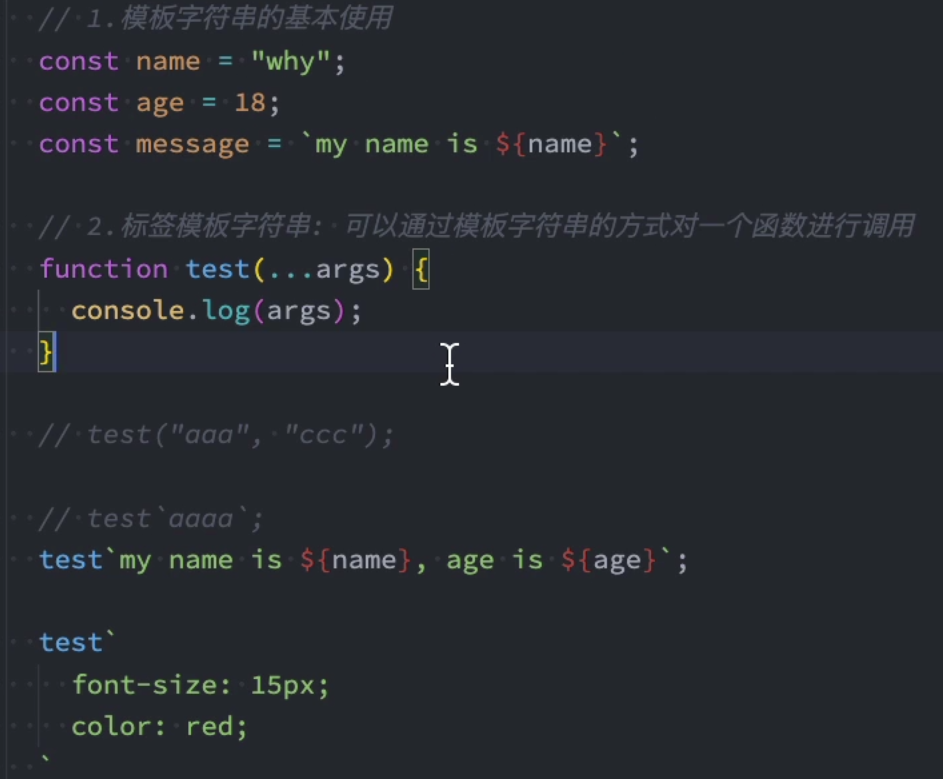 // 1.模板字符串的基本使用
const name = "why";
const age = 18;
const message = `my name is ${name}`;
// 2.标签模板字符串: 可以通过模板字符串的方式对一个函数进行调用
function test(...args) {
console.log(args);
}
// test("aaa", "ccc");
// test`aaaa`;
test`my name is ${name}, age is ${age}`;
test`
font-size: 15px;
color: red;
`